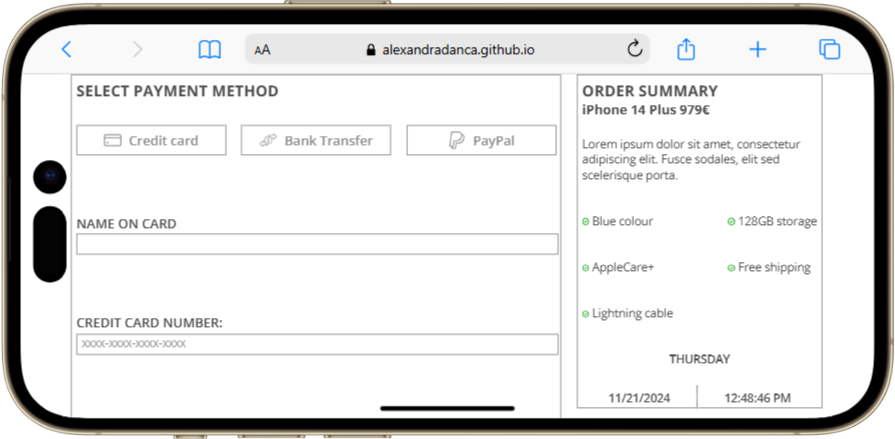 AA
alexandradanca.github.io
SELECT PAYMENT METHOD
Credit card
Bank Transfer
PayPal
NAME ON CARD
CREDIT CARD NUMBER:
xxxx-xxxx-xxxx-xxxx
ORDER SUMMARY
iPhone 14 Plus 979€
Lorem ipsum dolor sit amet, consectetur
adipiscing elit. Fusce sodales, elit sed
scelerisque porta.
Blue colour
128GB storage
AppleCare+
Free shipping
Lightning cable
THURSDAY
11/21/2024
12:48:46 PM